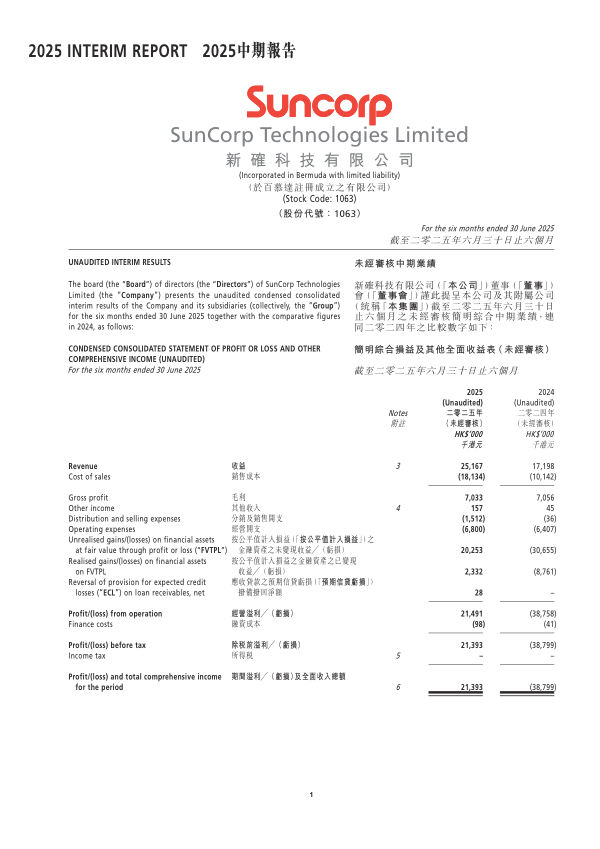 2025 INTERIM REPORT 2025中期報告
Suncorp
SunCorp Technologies Limited
新確科技有限公司
(Incorporated in Bermuda with limited liability)
(於百慕達註冊成立之有限公司)
(Stock Code: 1063)
(股份代號：1063)
For the six months ended 30 June 2025
截至二零二五年六月三十日止六個月
UNAUDITED INTERIM RESULTS
The board (the “Board”) of directors (the “Directors”) of SunCorp Technologies
Limited (the “Company”) presents the unaudited condensed consolidated
interim results of the Company and its subsidiaries (collectively, the “Group”)
for the six months ended 30 June 2025 together with the comparative figures
in 2024, as follows:
未經審核中期業績
新確科技有限公司（「本公司」）董事（「董事」）
會（「董事會」）謹此提呈本公司及其附屬公司
（統稱「本集團」）截至二零二五年六月三十日
止六個月之未經審核簡明綜合中期業績，連
同二零二四年之比較數字如下：
CONDENSED CONSOLIDATED STATEMENT OF PROFIT OR LOSS AND OTHER
COMPREHENSIVE INCOME (UNAUDITED)
For the six months ended 30 June 2025
簡明綜合損益及其他全面收益表（未經審核）
截至二零二五年六月三十日止六個月
2025 2024
(Unaudited) (Unaudited)
Notes 二零二五年 二零二四年
附註 （未經審核） （未經審核）
HK$’000 HK$’000
千港元 千港元
Revenue 收益 3 25,167 17,198
Cost of sales 銷售成本 (18,134) (10,142)
Gross profit 毛利 7,033 7,056
Other income 其他收入 4 157 45
Distribution and selling expenses 分銷及銷售開支 (1,512) (36)
Operating expenses 經營開支 (6,800) (6,407)
Unrealised gains/(losses) on financial assets 按公平值計入損益（「按公平值計入損益」）之
at fair value through profit or loss (“FVTPL”) 金融資產之未變現收益╱（虧損） 20,253 (30,655)
Realised gains/(losses) on financial assets 按公平值計入損益之金融資產之已變現
on FVTPL 收益╱（虧損） 2,332 (8,761)
Reversal of provision for expected credit 應收貸款之預期信貸虧損（「預期信貸虧損」）
losses (“ECL”) on loan receivables, net 撥備撥回淨額 28 –
Profit/(loss) from operation 經營溢利╱（虧損） 21,491 (38,758)
Finance costs 融資成本 (98) (41)
Profit/(loss) before tax 除稅前溢利╱（虧損） 21,393 (38,799)
Income tax 所得稅 5 – –
Profit/(loss) and total comprehensive income 期間溢利╱（虧損）及全面收入總額
for the period 6 21,393 (38,799)
1